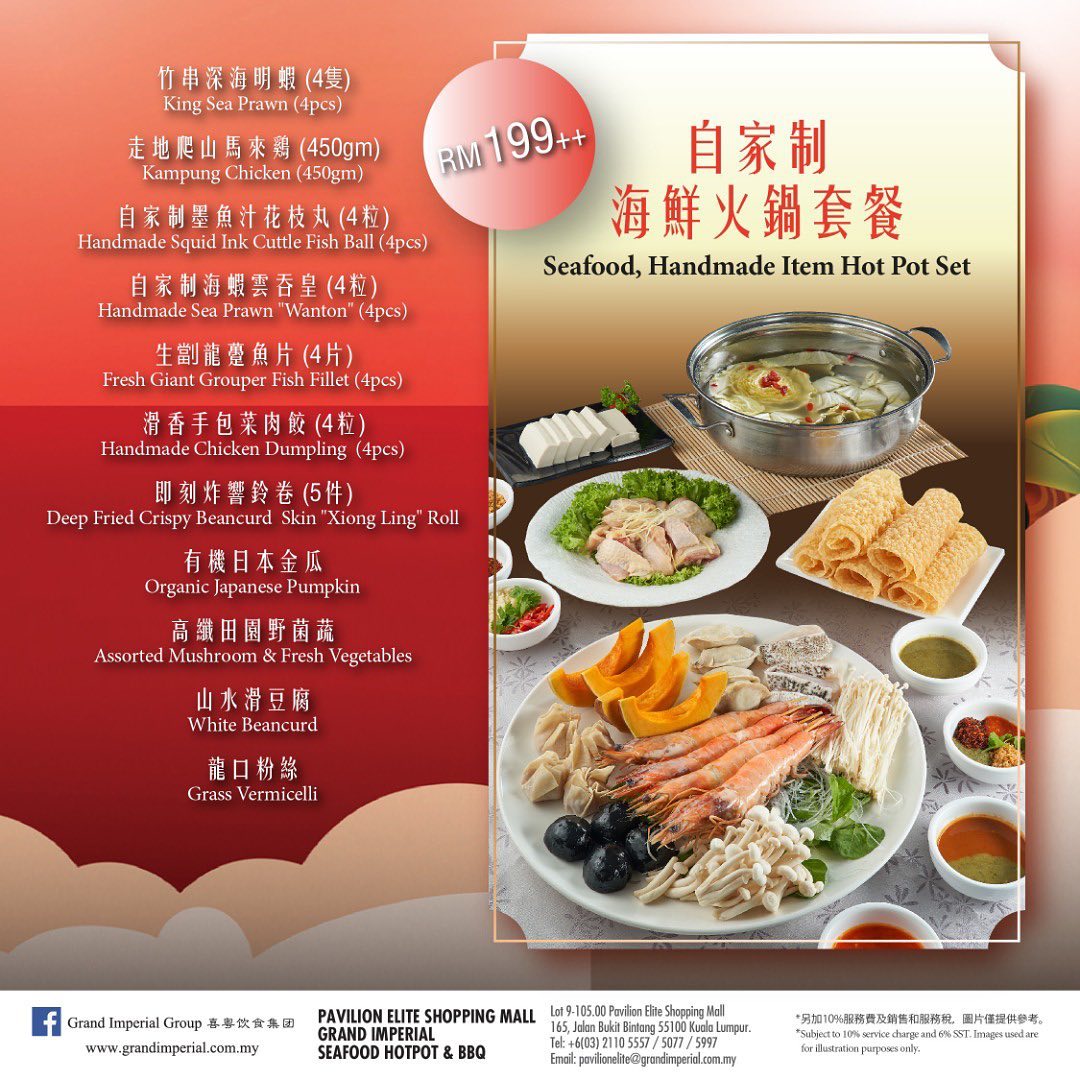 竹串深海明蝦 (4隻)
King Sea Prawn (4pcs)
走地爬山馬來鷄 (450gm)
Kampung Chicken (450gm)
自家制墨魚汁花枝丸 (4粒)
Handmade Squid Ink Cuttle Fish Ball (4pcs)
自家制海蝦雲吞皇 (4粒)
Handmade Sea Prawn "Wanton" (4pcs)
生劏龍躉魚片 (4片)
Fresh Giant Grouper Fish Fillet (4pcs)
滑香手包菜肉餃 (4粒)
Handmade Chicken Dumpling (4pcs)
即刻炸響鈴卷 (5件)
Deep Fried Crispy Beancurd Skin "Xiong Ling" Roll
有機日本金瓜
Organic Japanese Pumpkin
高纖田園野菌蔬
Assorted Mushroom & Fresh Vegetables
山水滑豆腐
White Beancurd
龍口粉絲
Grass Vermicelli
RM199++
自家制
海鮮火鍋套餐
Seafood, Handmade Item Hot Pot Set
f Grand Imperial Group 喜粵饮食集团
www.grandimperial.com.my
PAVILION ELITE SHOPPING MALL
GRAND IMPERIAL
SEAFOOD HOTPOT & BBQ
Lot 9-105.00 Pavilion Elite Shopping Mall
165, Jalan Bukit Bintang 55100 Kuala Lumpur.
Tel: +6(03) 2110 5557 / 5077 / 5997
Email: pavilionelite@grandimperial.com.my
*另加10%服務費及銷售和服務稅，圖片僅提供參考。
*Subject to 10% service charge and 6% SST. Images used are
for illustration purposes only.